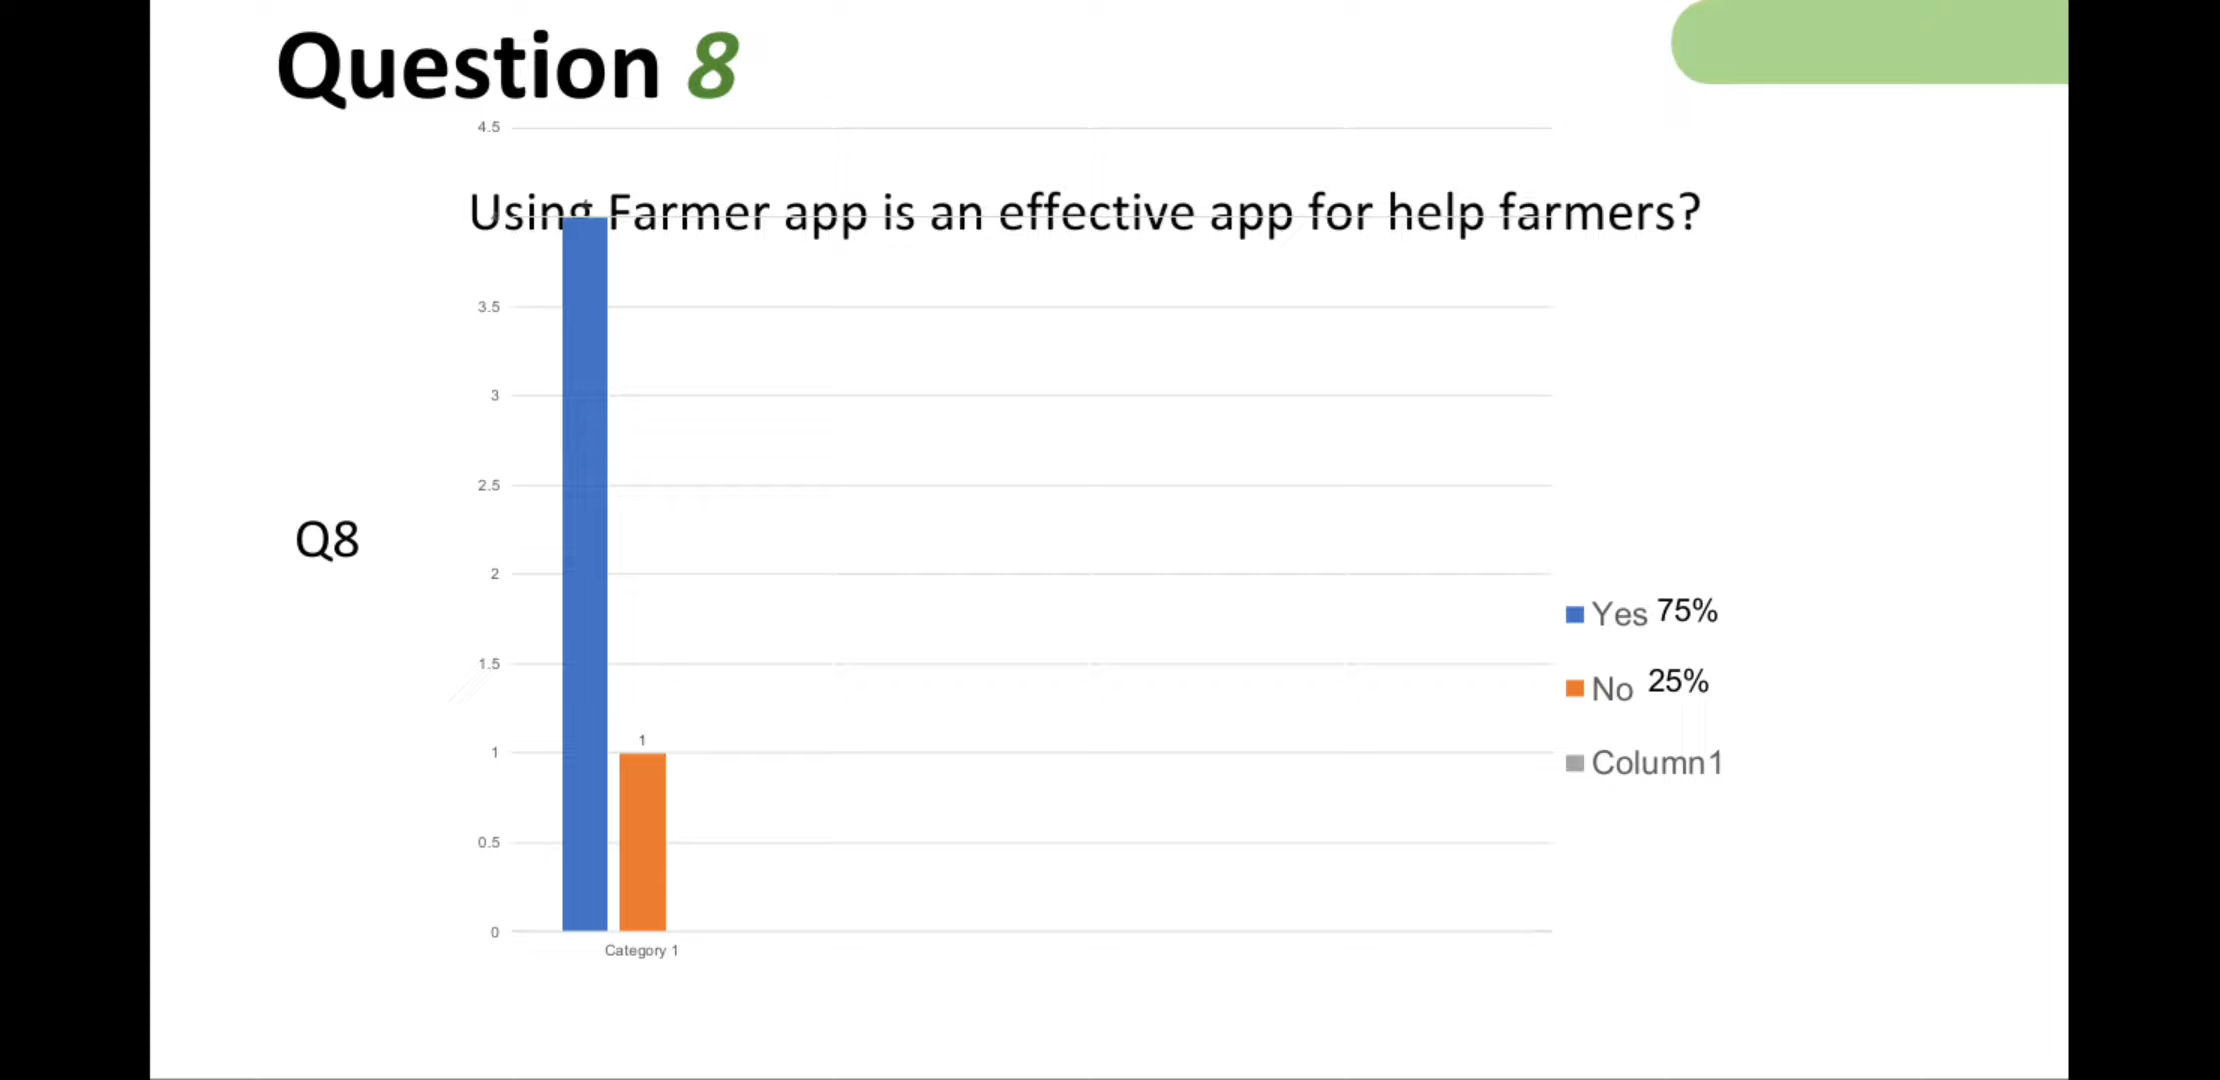 Question 8
4.5
Using Farmer app is an effective app for help farmers?
3.5
3
2.5
Q8
2
Yes 75%
1.5
No 25%
1
1
Column1
0.5
0
Category 1